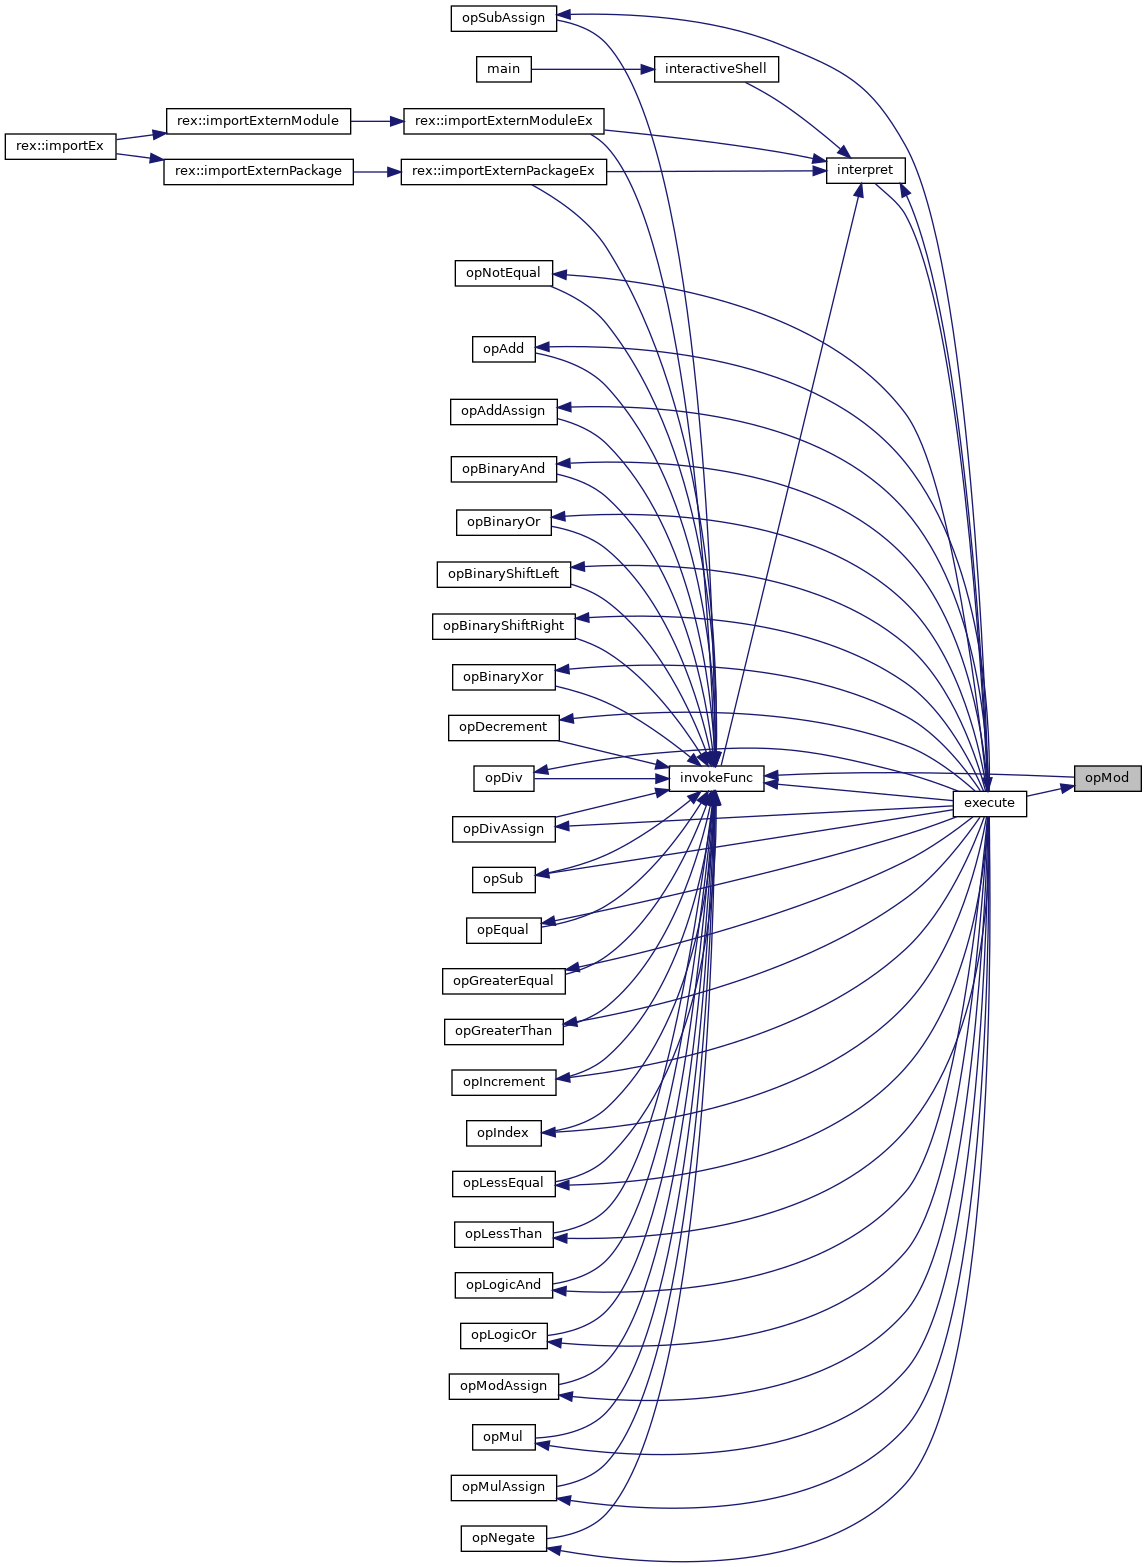 opSubAssign
main
interactiveShell
rex::importExternModule
rex::importExternModuleEx
rex::importEx
rex::importExternPackage
rex::importExternPackageEx
interpret
opNotEqual
opAdd
opAddAssign
opBinaryAnd
opBinaryOr
opBinaryShiftLeft
opBinaryShiftRight
opBinaryXor
opDecrement
opDiv
invokeFunc
opMod
execute
opDivAssign
opSub
opEqual
opGreaterEqual
opGreaterThan
opIncrement
opIndex
opLessEqual
opLessThan
opLogicAnd
opLogicOr
opModAssign
opMul
opMulAssign
opNegate